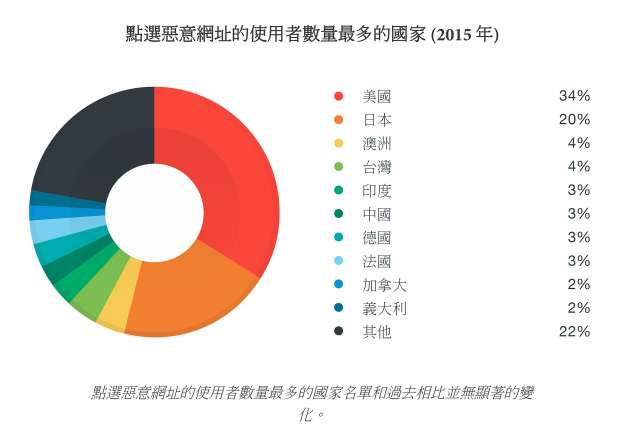 點選惡意網址的使用者數量最多的國家 (2015 年)
美國 34%
日本 20%
澳洲 4%
台灣 4%
印度 3%
中國 3%
德國 3%
法國 3%
加拿大 2%
義大利 2%
其他 22%
點選惡意網址的使用者數量最多的國家名單和過去相比並無顯著的變
化。